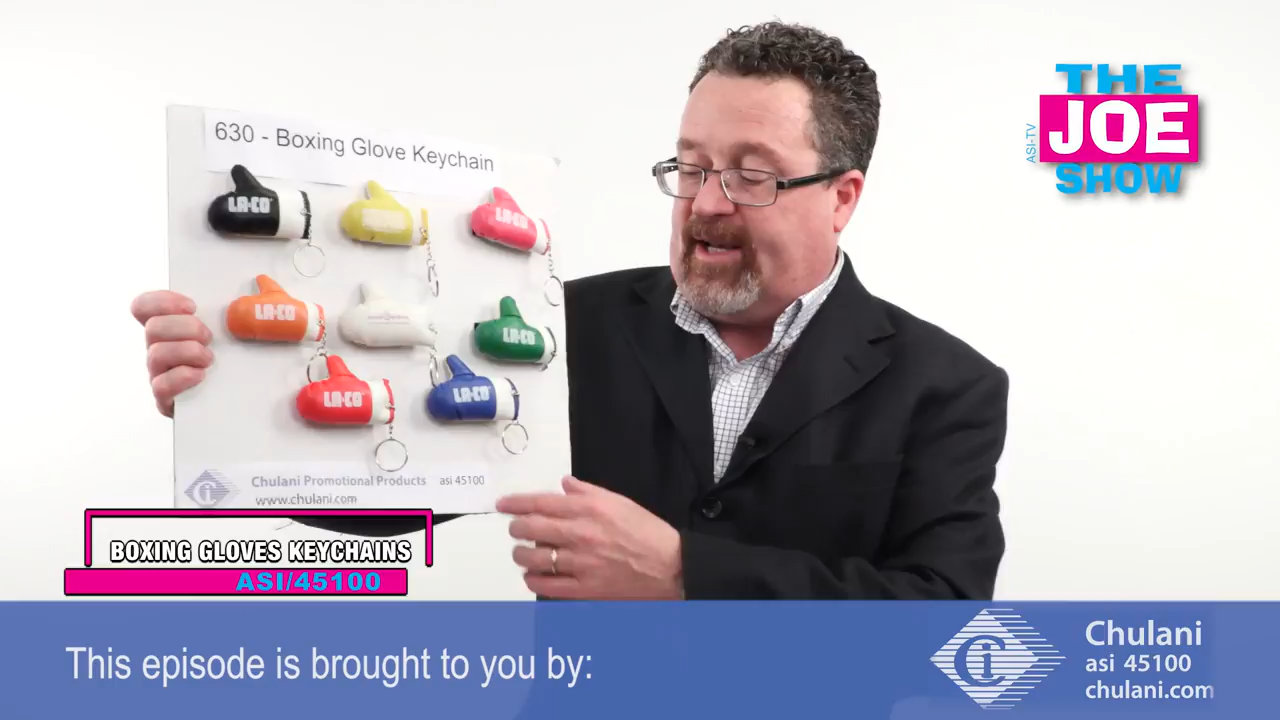 630 - Boxing Glove Keychain
LA-CO
LA-CO
LA-CO
LA-CO
LA-CO
LA-CO
Chulani Promotional Products asi 45100
www.chulani.com
THE
JOE
SHOW
ASI-TV
BOXING GLOVES KEYCHAINS
ASI/45100
This episode is brought to you by:
Ci
Chulani
asi 45100
chulani.com